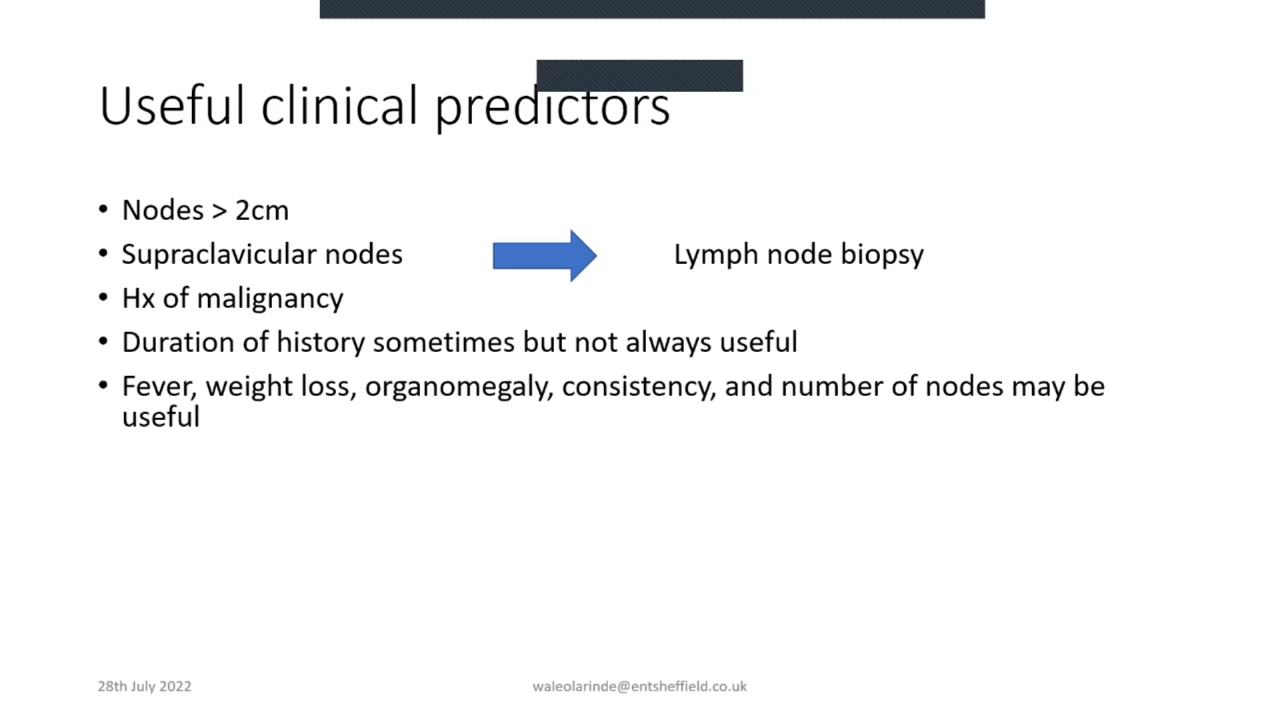 Useful clinical predictors
• Nodes > 2cm
• Supraclavicular nodes
Lymph node biopsy
• Hx of malignancy
• Duration of history sometimes but not always useful
• Fever, weight loss, organomegaly, consistency, and number of nodes may be
useful
28th July 2022
waleolarinde@entsheffield.co.uk